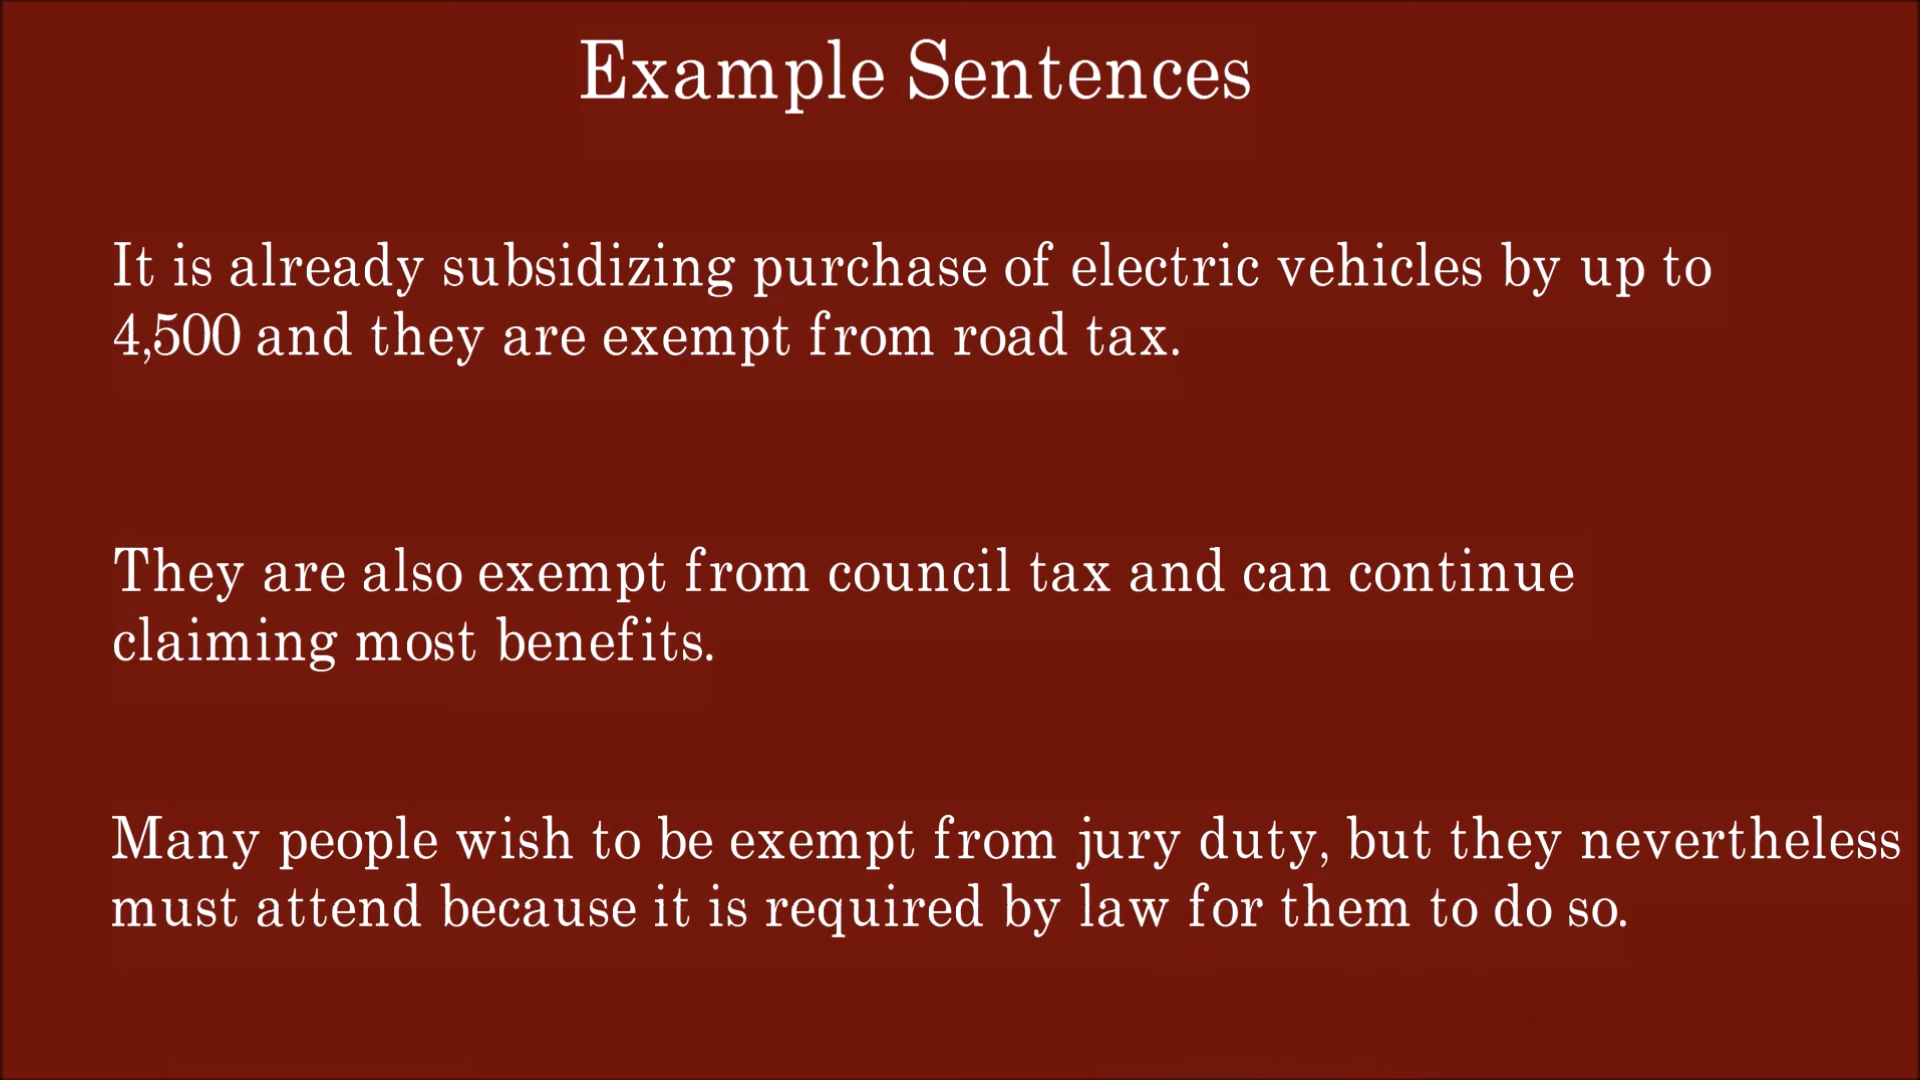 Example Sentences
It is already subsidizing purchase of electric vehicles by up to
4,500 and they are exempt from road tax.
They are also exempt from council tax and can continue
claiming most benefits.
Many people wish to be exempt from jury duty, but they nevertheless
must attend because it is required by law for them to do so.